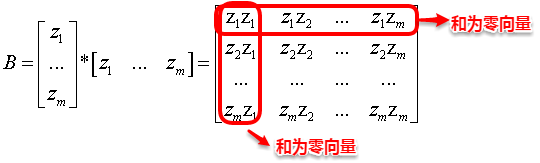 B = [z₁ ... zₘ] * [z₁ ... zₘ] = [z₁z₁ z₁z₂ ... z₁zₘ 和为零向量
z₂z₁ z₂z₂ ... z₂zₘ
... ... ... ...
zₘz₁ zₘz₂ ... zₘzₘ]
和为零向量